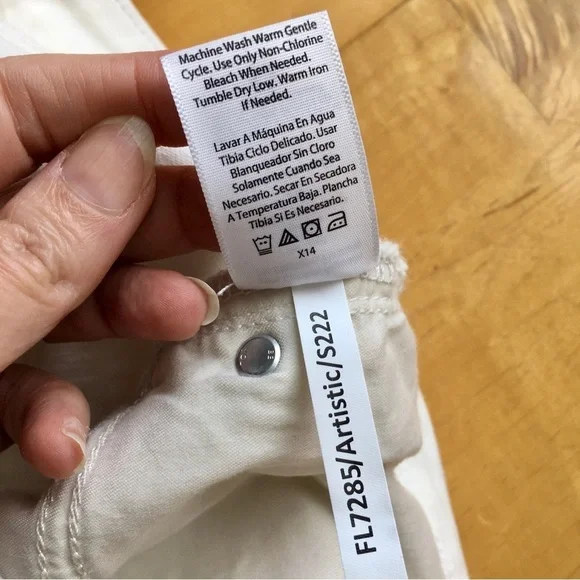 Machine Wash Warm Gentle
Cycle. Use Only Non-Chlorine
Bleach When Needed.
Tumble Dry Low. Warm Iron
If Needed.
Lavar A Máquina En Agua
Tibia Ciclo Delicado. Usar
Blanqueador Sin Cloro
Solamente Cuando Sea
Necesario. Secar En Secadora
A Temperatura Baja. Plancha
Tibia Si Es Necesario.
X14
FL7285/Artistic/S222